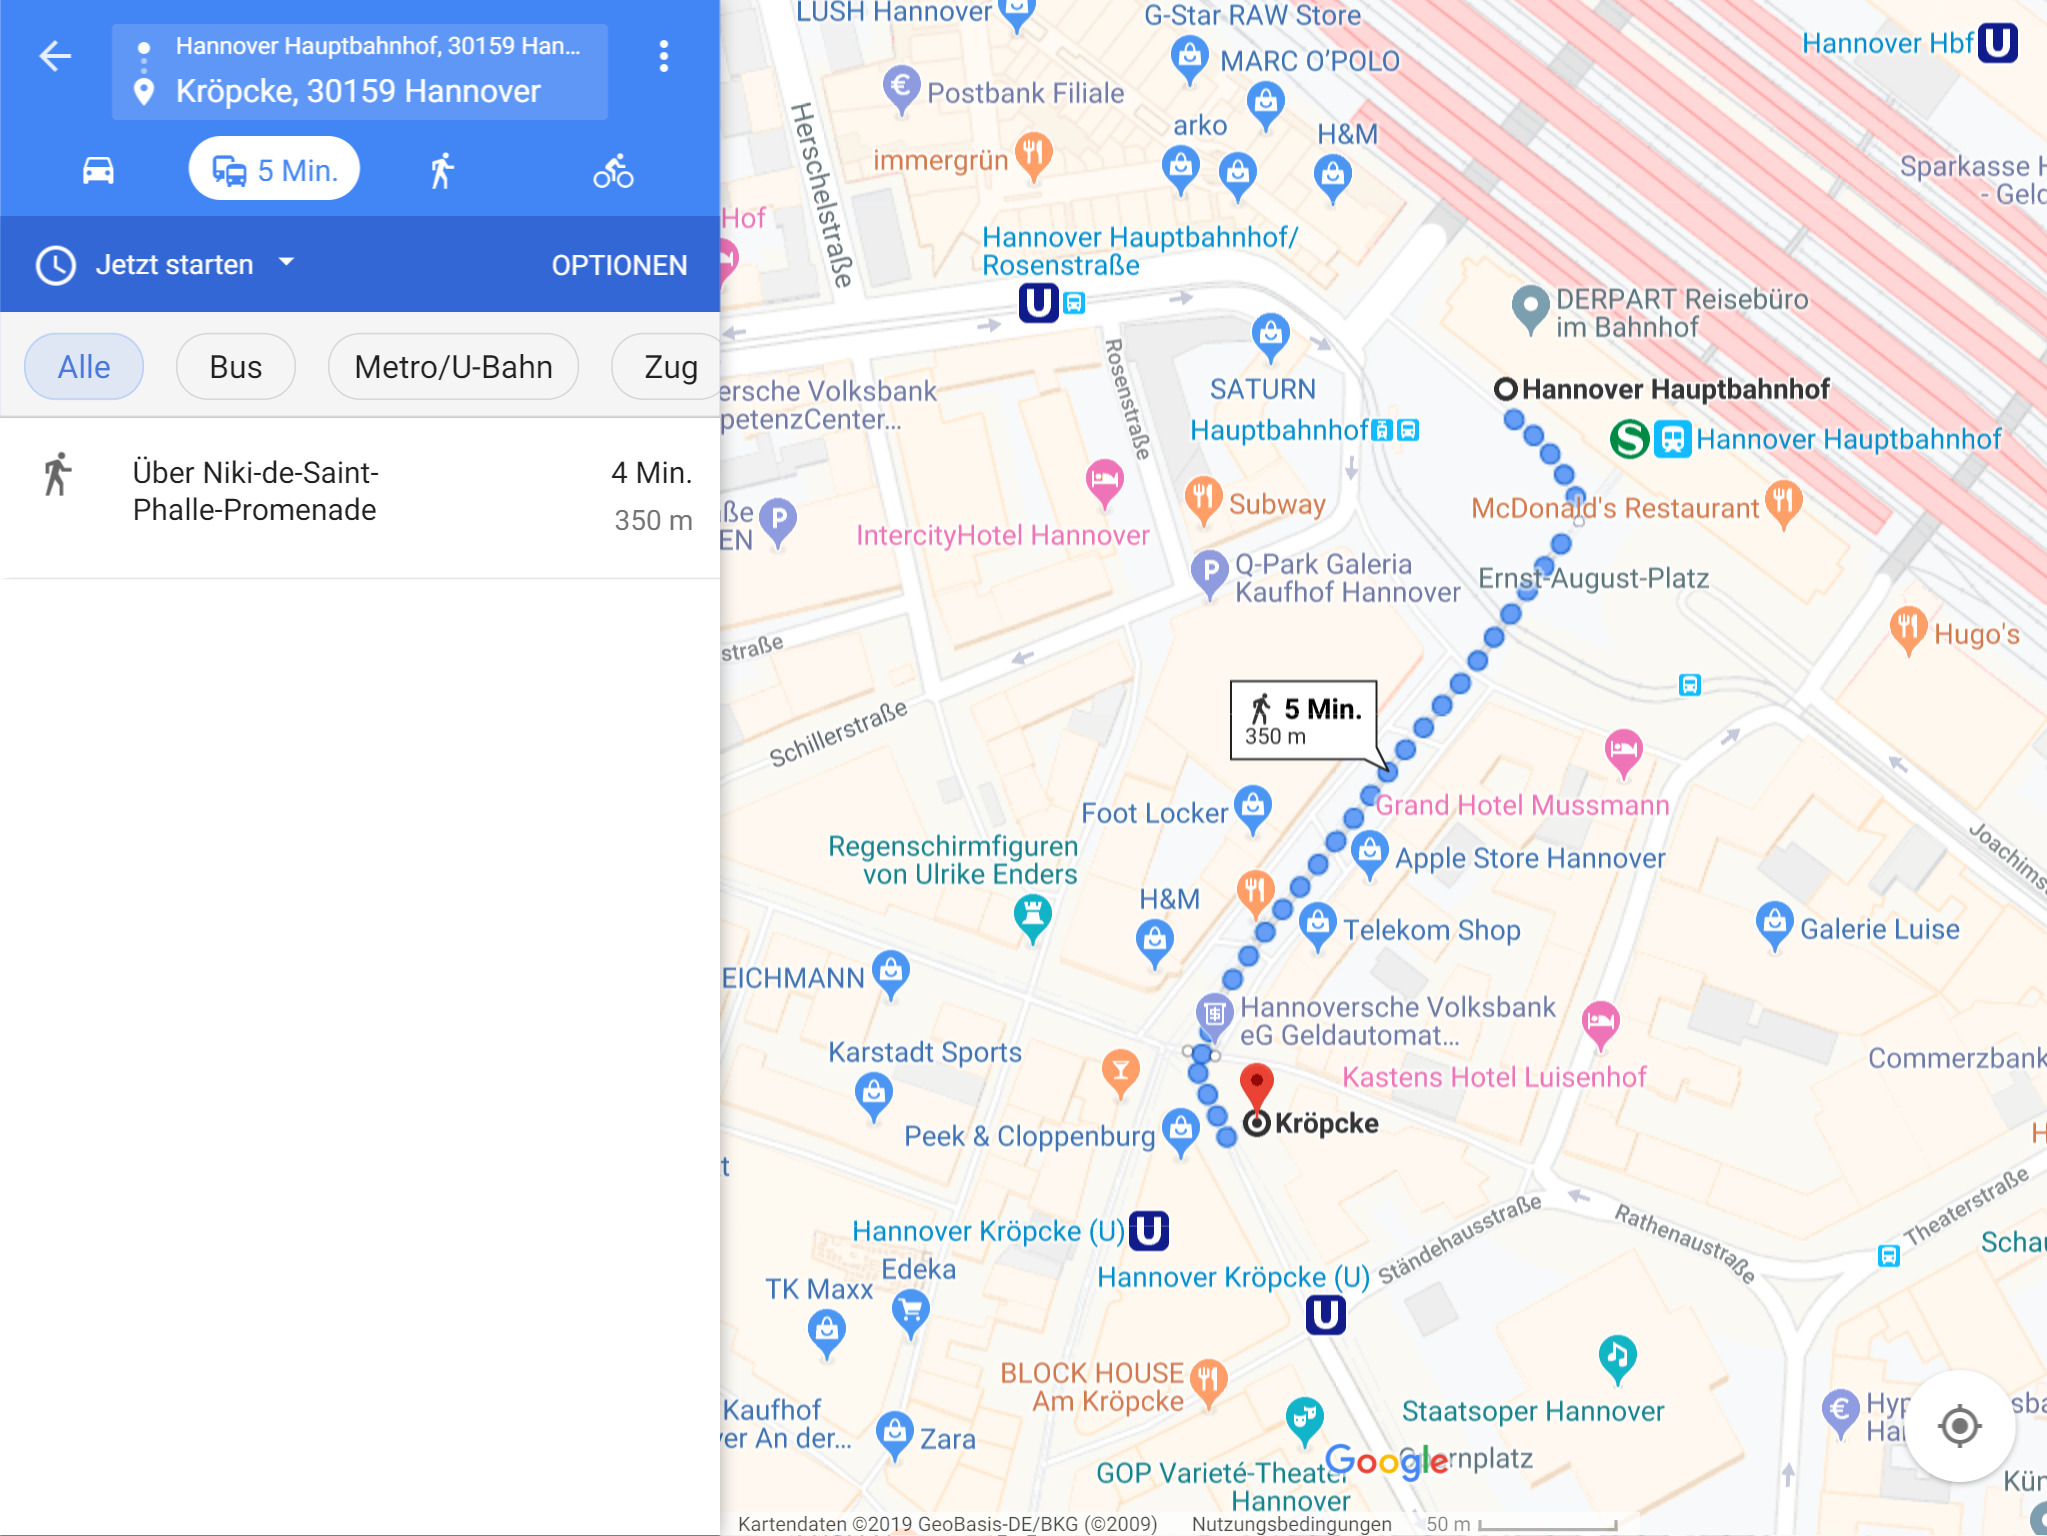 Hannover Hauptbahnhof, 30159 Han...
Kröpcke, 30159 Hannover
5 Min.
Jetzt starten
OPTIONEN
Alle
Bus
Metro/U-Bahn
Zug
Über Niki-de-Saint-
Phalle-Promenade
4 Min.
350 m
LUSH Hannover
G-Star RAW Store
MARC O'POLO
Hannover Hbf
U
Postbank Filiale
arko
H&M
immergrün
Herschelstraße
Sparkasse H
- Geld
Hof
Hannover Hauptbahnhof/
Rosenstraße
U
DERPART Reisebüro
im Bahnhof
Rosenstraße
SATURN
Hannover Hauptbahnhof
ersche Volksbank
petenzCenter...
Hauptbahnhof
S
Hannover Hauptbahnhof
Subway
McDonald's Restaurant
ße
EN
P
IntercityHotel Hannover
P
Q-Park Galeria
Kaufhof Hannover
Ernst-August-Platz
Hugo's
straße
Schillerstraße
5 Min.
350 m
Grand Hotel Mussmann
Foot Locker
Joachimst
Regenschirmfiguren
von Ulrike Enders
Apple Store Hannover
H&M
Telekom Shop
Galerie Luise
EICHMANN
Hannoversche Volksbank
eG Geldautomat...
Karstadt Sports
Commerzbank
Kastens Hotel Luisenhof
Kröpcke
Peek & Cloppenburg
H
t
Hannover Kröpcke (U)
U
Ständehausstraße
Rathenaustraße
Theaterstraße
Schau
Edeka
TK Maxx
Hannover Kröpcke (U)
U
BLOCK HOUSE
Am Kröpcke
Staatsoper Hannover
Hyp
sba
Han
Kaufhof
er An der...
Zara
Google
rnplatz
GOP Varieté-Theater
Hannover
Kün
Kartendaten ©2019 GeoBasis-DE/BKG (©2009)
Nutzungsbedingungen
50 m